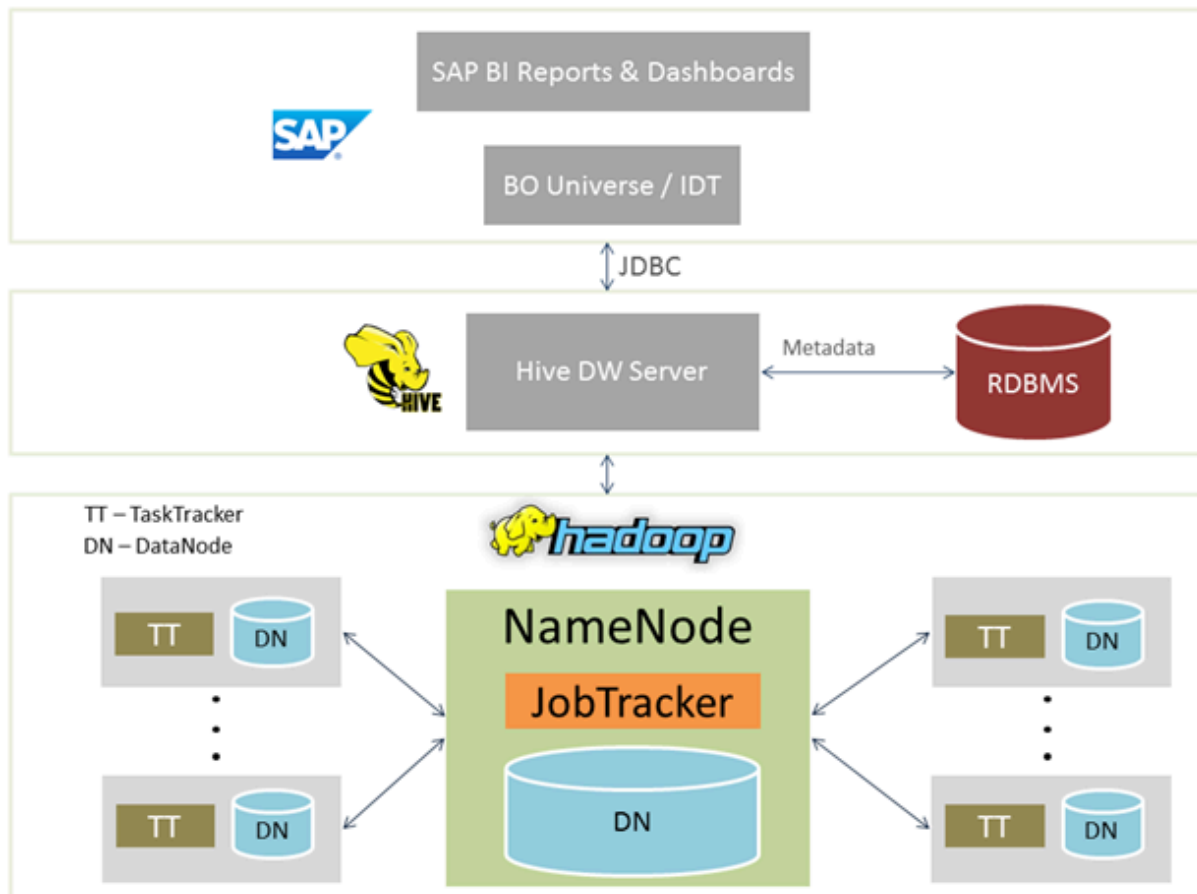 SAP BI Reports & Dashboards
SAP
®
BO Universe / IDT
JDBC
HIVE
Hive DW Server
Metadata
RDBMS
TT – TaskTracker
DN – DataNode
hadoop
TT
DN
NameNode
TT
DN
JobTracker
TT
DN
DN
TT
DN